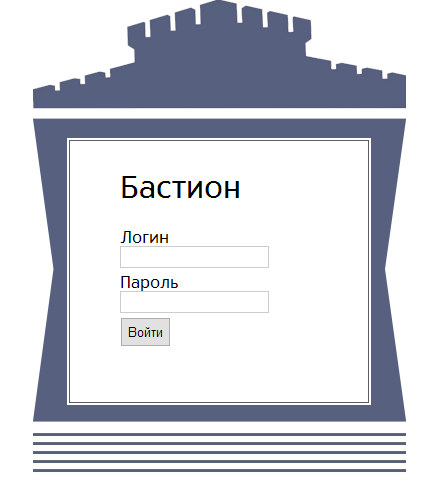 Бастион
Логин
Пароль
Войти